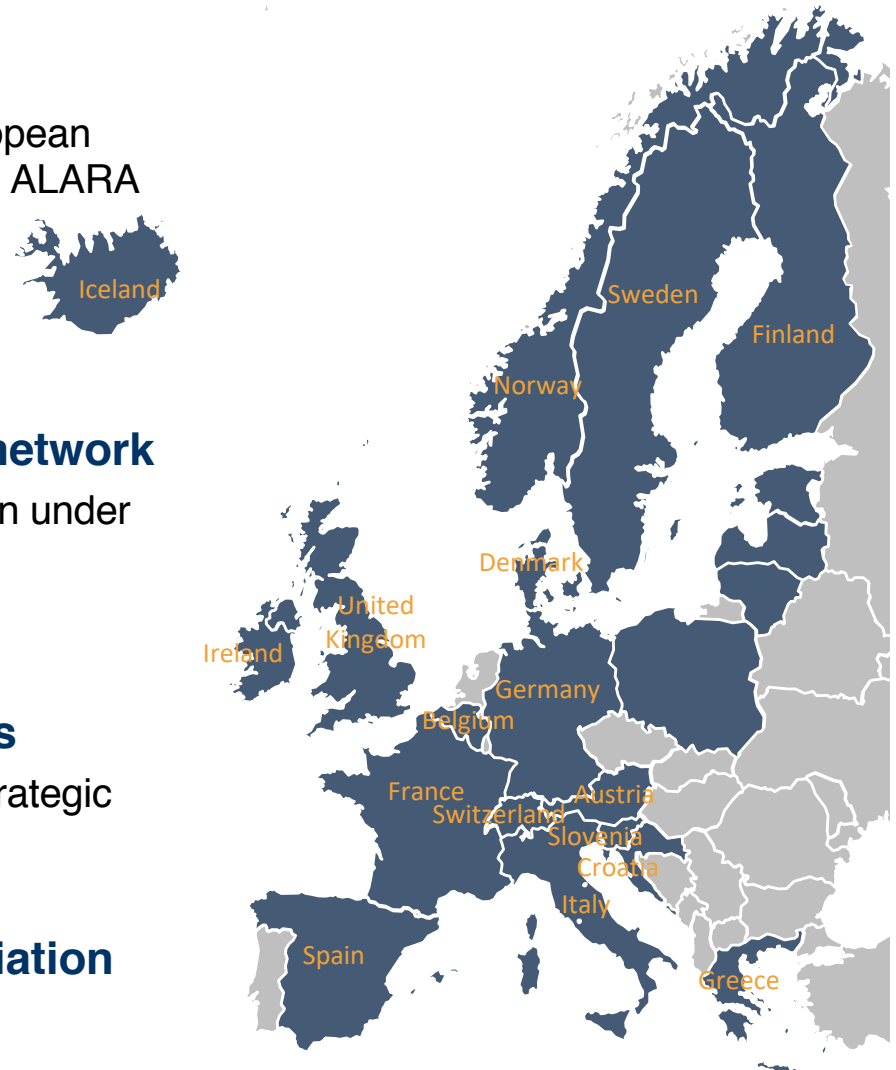 opean
ALARA
Iceland
Sweden
Finland
Norway
network
n under
Denmark
United
Kingdom
Ireland
Germany
Belgium
s
rategic
France
Austria
Switzerland
Slovenia
Croatia
Italy
iation
Spain
Greece